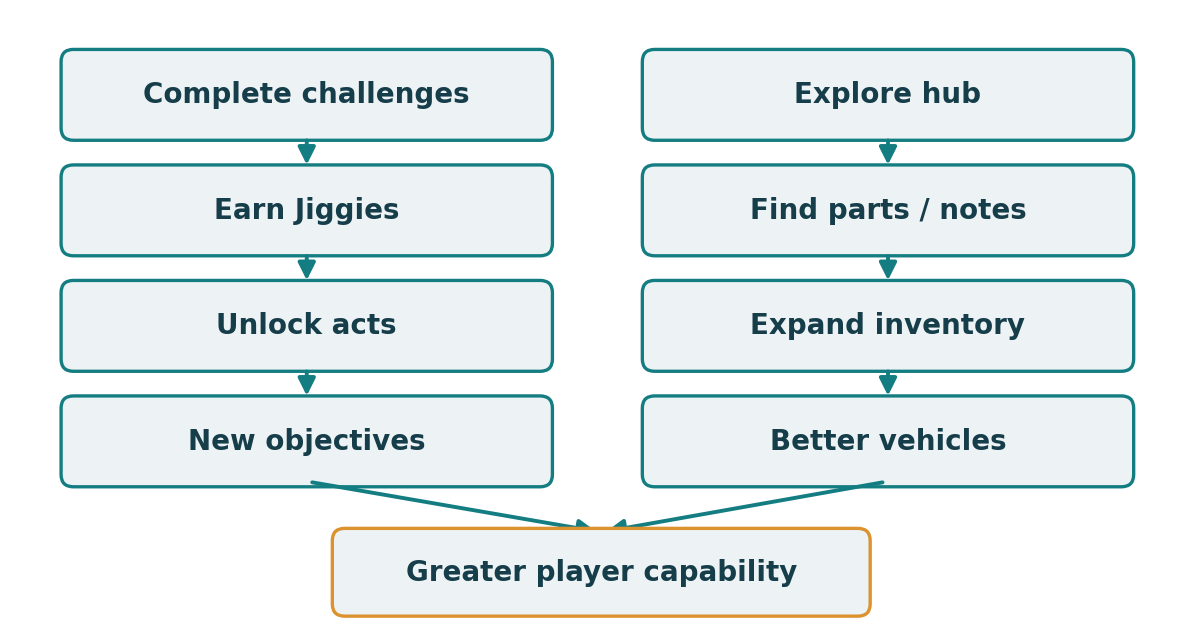 Complete challenges
Earn Jiggies
Unlock acts
New objectives
Explore hub
Find parts / notes
Expand inventory
Better vehicles
Greater player capability